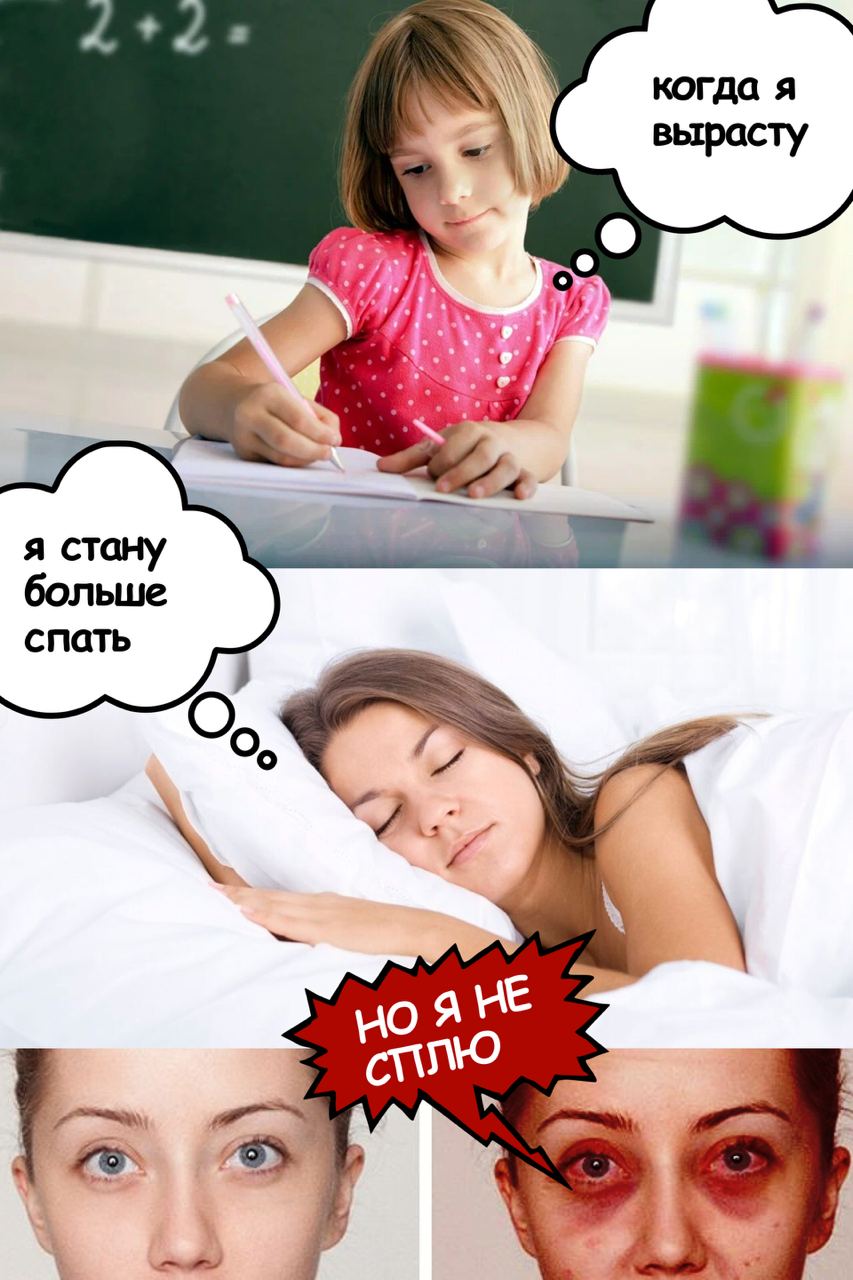 2 + 2 =
когда я
вырасту
я стану
больше
спать
НО Я НЕ
СПЛЮ